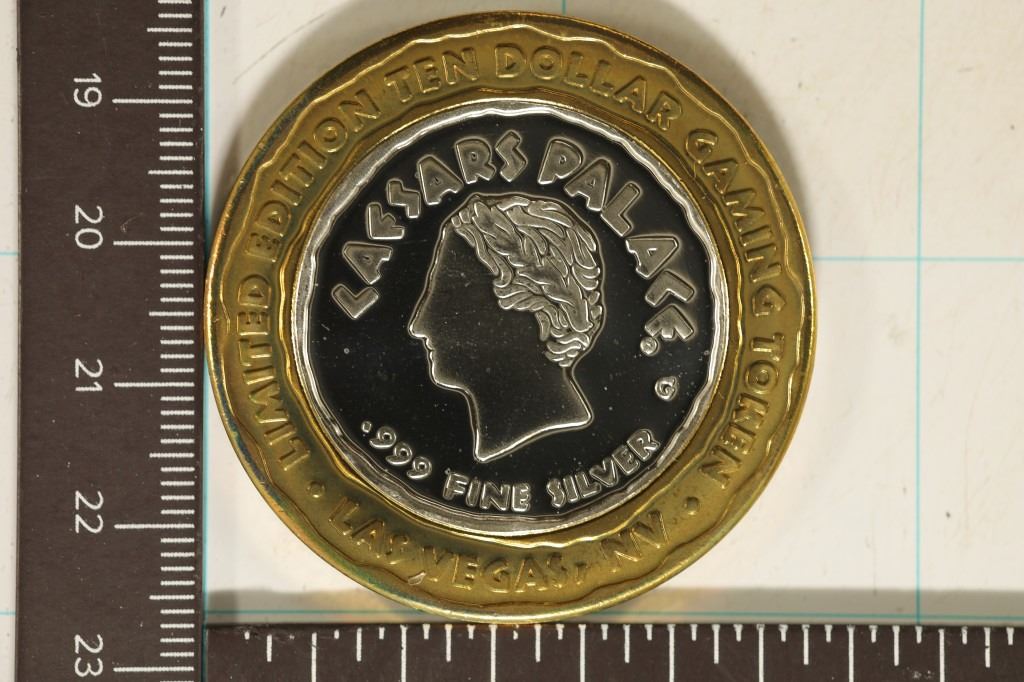 LIMITED EDITION TEN DOLLAR GAMING TOKEN
• LAS VEGAS, NV •
CAESARS PALACE®
G
.999 FINE SILVER
19
20
21
22
23